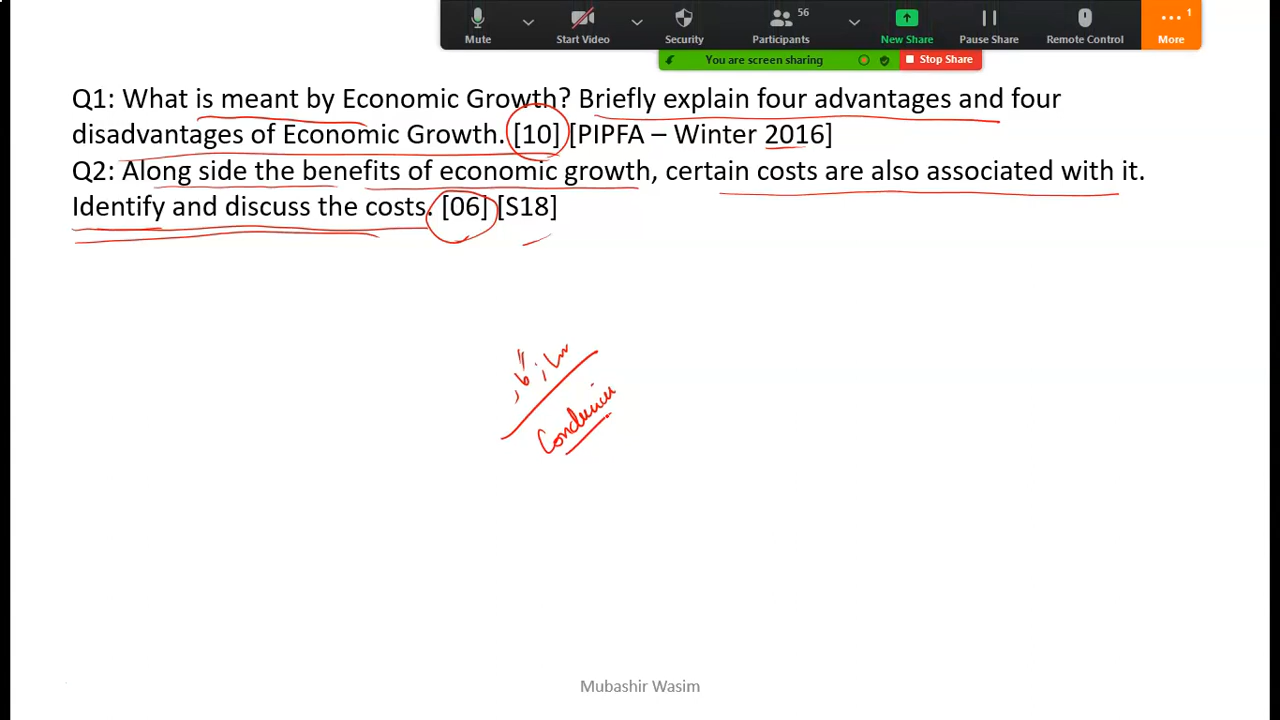 56
1
Mute
Start Video
Security
Participants
New Share
Pause Share
Remote Control
More
You are screen sharing
Stop Share
Q1: What is meant by Economic Growth? Briefly explain four advantages and four
disadvantages of Economic Growth. [10] [PIPFA – Winter 2016]
Q2: Along side the benefits of economic growth, certain costs are also associated with it.
Identify and discuss the costs. [06] [S18]
Mubashir Wasim